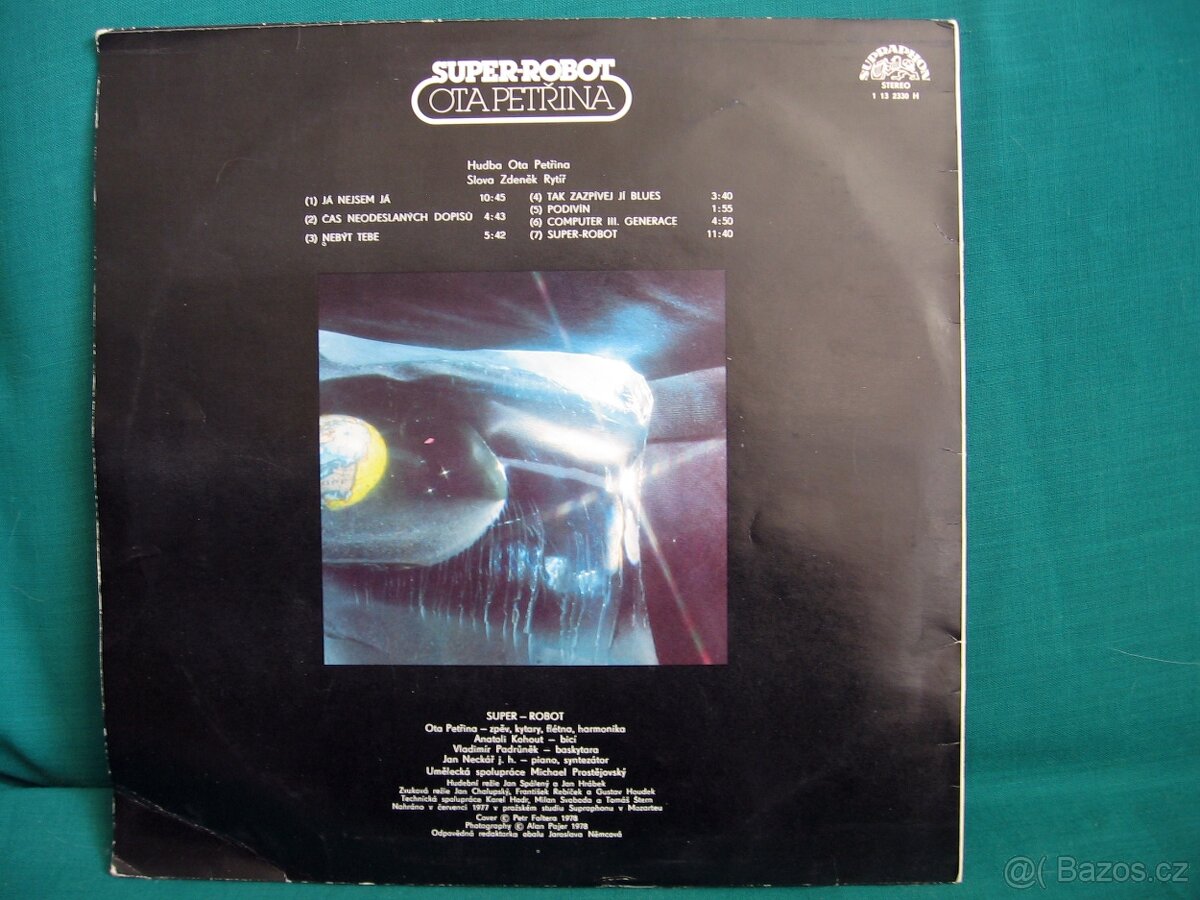 SUPER-ROBOT
OTA PETŘINA
SUPRAPHON
STEREO
1 13 2330 H
Hudba Ota Petřina
Slova Zdeněk Rytíř
(1) JÁ NEJSEM JÁ 10:45
(2) ČAS NEODESLANÝCH DOPISŮ 4:43
(3) NEBÝT TEBE 5:42
(4) TAK ZAZPÍVEJ JÍ BLUES 3:40
(5) PODIVÍN 1:55
(6) COMPUTER III. GENERACE 4:50
(7) SUPER-ROBOT 11:40
SUPER – ROBOT
Ota Petřina – zpěv, kytary, flétna, harmonika
Anatoli Kohout – bicí
Vladimír Padrůněk – baskytara
Jan Neckář j. h. – piano, syntezátor
Umělecká spolupráce Michael Prostějovský
Hudební režie Jan Spálený a Jan Hrábek
Zvuková režie Jan Chalupský, František Řebíček a Gustav Houdek
Technická spolupráce Karel Hodr, Milan Svoboda a Tomáš Štern
Nahráno v červenci 1977 v pražském studiu Supraphonu v Mozarteu
Cover © Petr Foltera 1978
Photography © Alan Pajer 1978
Odpovědná redaktorka obalu Jaroslava Němcová
@( Bazos.cz